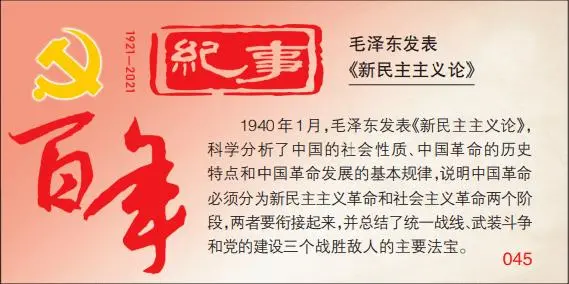 1921—2021
百年
紀事
毛泽东发表
《新民主主义论》
1940年1月,毛泽东发表《新民主主义论》,
科学分析了中国的社会性质、中国革命的历史
特点和中国革命发展的基本规律,说明中国革命
必须分为新民主主义革命和社会主义革命两个阶
段,两者要衔接起来,并总结了统一战线、武装斗争
和党的建设三个战胜敌人的主要法宝。
045